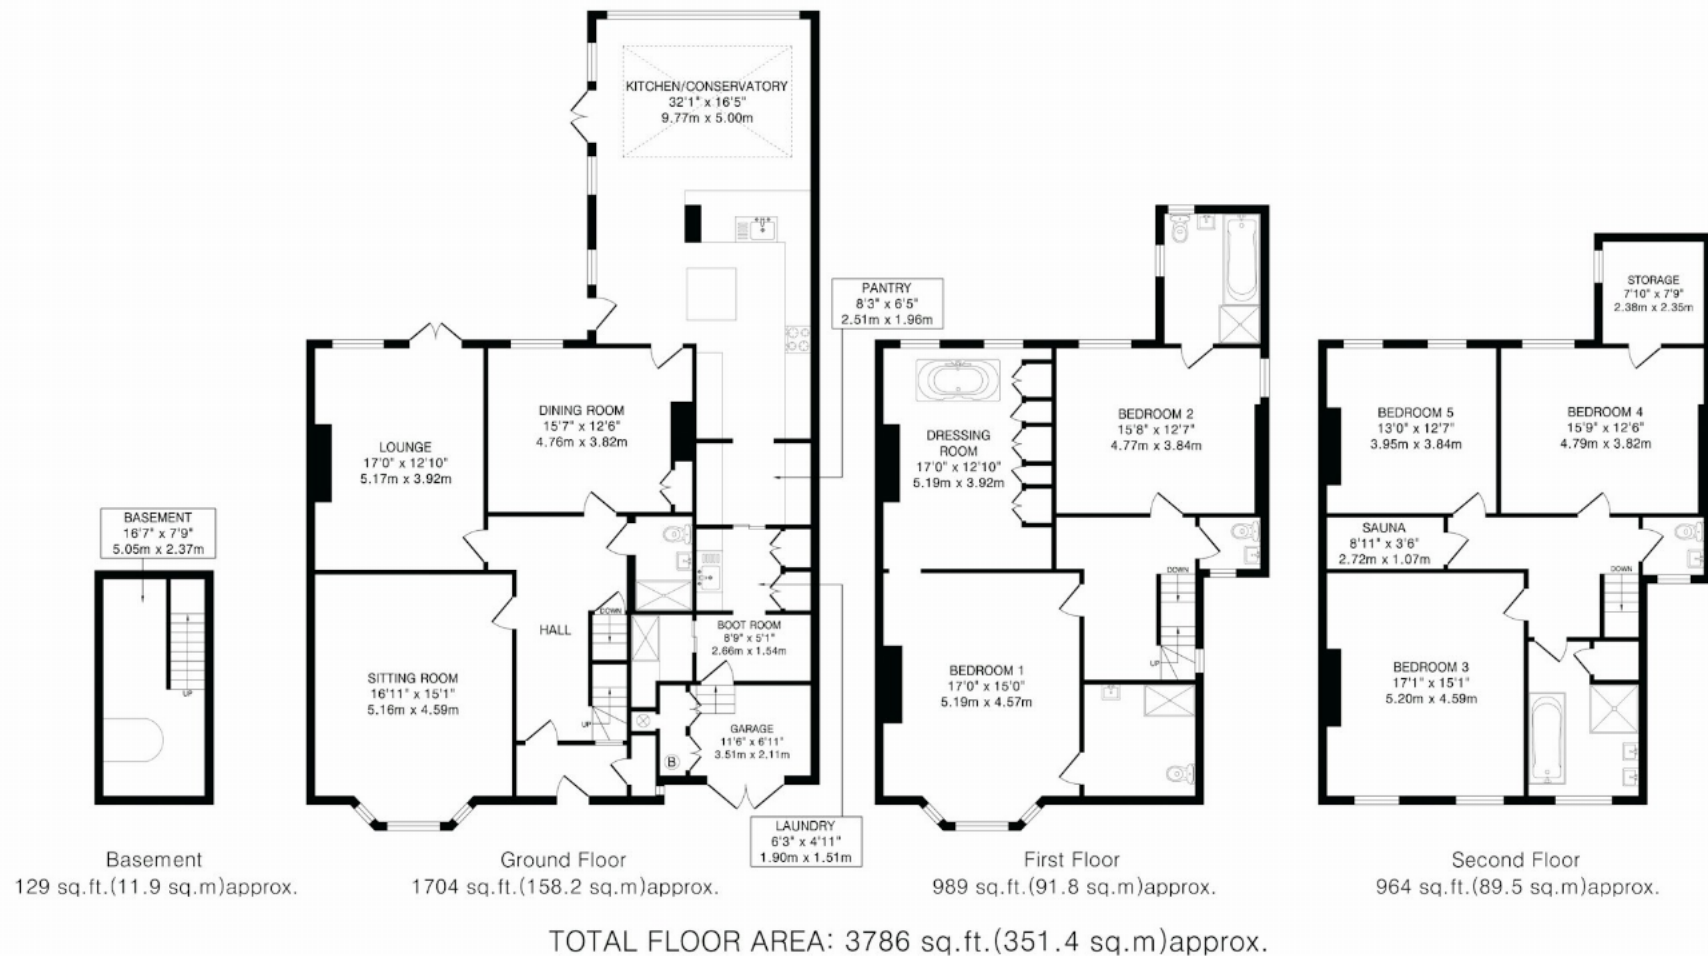 KITCHEN/CONSERVATORY
32'1" x 16'5"
9.77m x 5.00m
PANTRY
8'3" x 6'5"
2.51m x 1.96m
DINING ROOM
15'7" x 12'6"
4.76m x 3.82m
LOUNGE
17'0" x 12'10"
5.17m x 3.92m
BASEMENT
16'7" x 7'9"
5.05m x 2.37m
UP
HALL
DOWN
UP
BOOT ROOM
8'9" x 5'1"
2.66m x 1.54m
SITTING ROOM
16'11" x 15'1"
5.16m x 4.59m
GARAGE
11'6" x 6'11"
3.51m x 2.11m
B
LAUNDRY
6'3" x 4'11"
1.90m x 1.51m
DRESSING
ROOM
17'0" x 12'10"
5.19m x 3.92m
BEDROOM 2
15'8" x 12'7"
4.77m x 3.84m
DOWN
UP
BEDROOM 1
17'0" x 15'0"
5.19m x 4.57m
STORAGE
7'10" x 7'9"
2.38m x 2.35m
BEDROOM 5
13'0" x 12'7"
3.95m x 3.84m
BEDROOM 4
15'9" x 12'6"
4.79m x 3.82m
SAUNA
8'11" x 3'6"
2.72m x 1.07m
DOWN
BEDROOM 3
17'1" x 15'1"
5.20m x 4.59m
Basement
129 sq.ft.(11.9 sq.m)approx.
Ground Floor
1704 sq.ft.(158.2 sq.m)approx.
First Floor
989 sq.ft.(91.8 sq.m)approx.
Second Floor
964 sq.ft.(89.5 sq.m)approx.
TOTAL FLOOR AREA: 3786 sq.ft.(351.4 sq.m)approx.